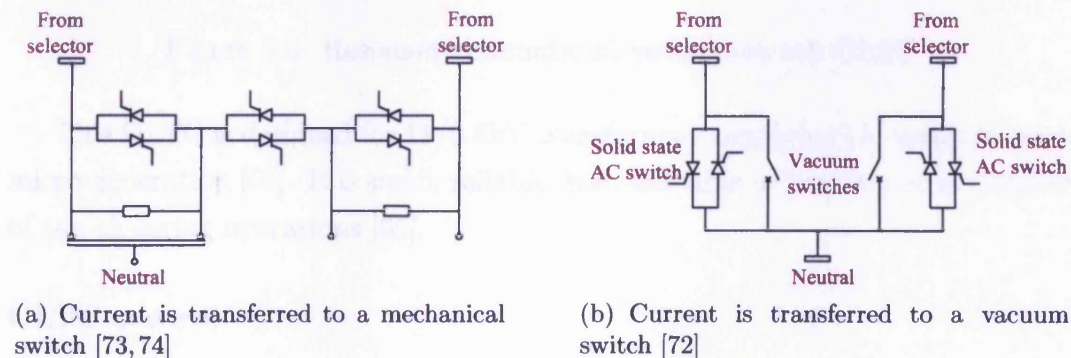 From
selector
From
selector
Neutral
(a) Current is transferred to a mechanical
switch [73, 74]
From
selector
From
selector
Solid state
AC switch
Vacuum
switches
Solid state
AC switch
Neutral
(b) Current is transferred to a vacuum
switch [72]